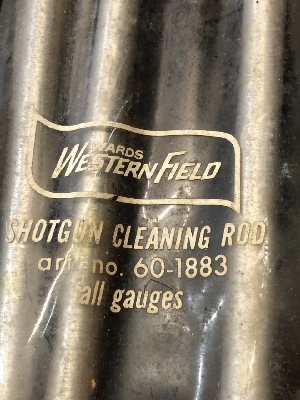 WARDS
WESTERN FIELD
SHOTGUN CLEANING ROD
art. no. 60-1883
all gauges